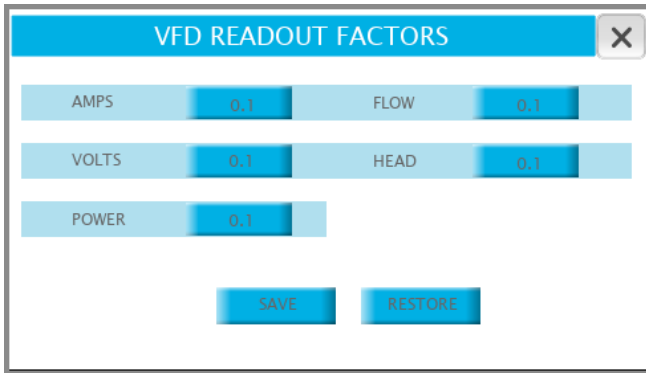 VFD READOUT FACTORS
AMPS 0.1 FLOW 0.1
VOLTS 0.1 HEAD 0.1
POWER 0.1
SAVE RESTORE